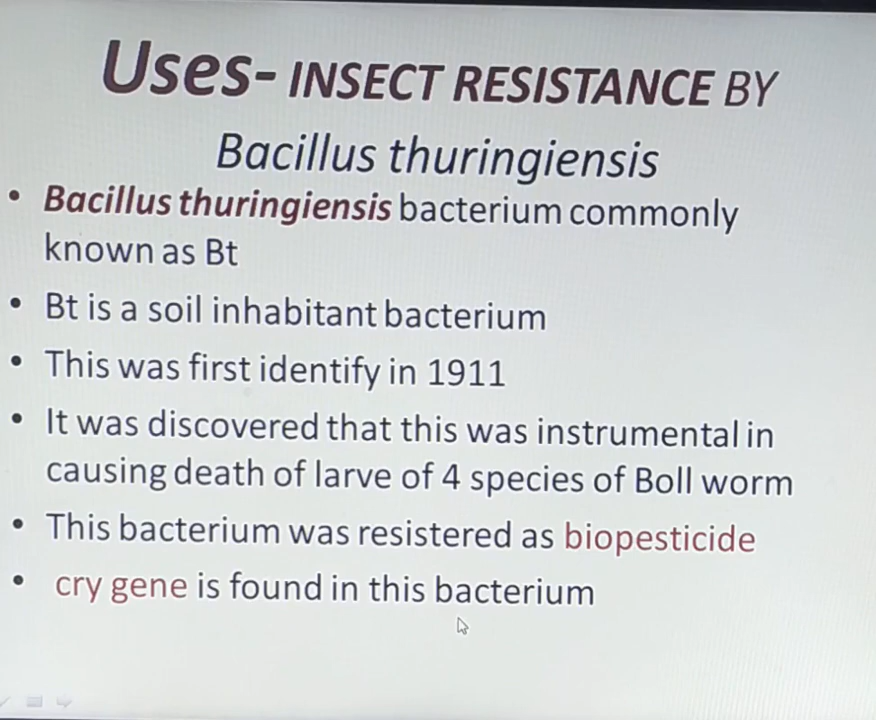 Uses- INSECT RESISTANCE BY
Bacillus thuringiensis
• Bacillus thuringiensis bacterium commonly
known as Bt
• Bt is a soil inhabitant bacterium
• This was first identify in 1911
• It was discovered that this was instrumental in
causing death of larve of 4 species of Boll worm
• This bacterium was resistered as biopesticide
• cry gene is found in this bacterium